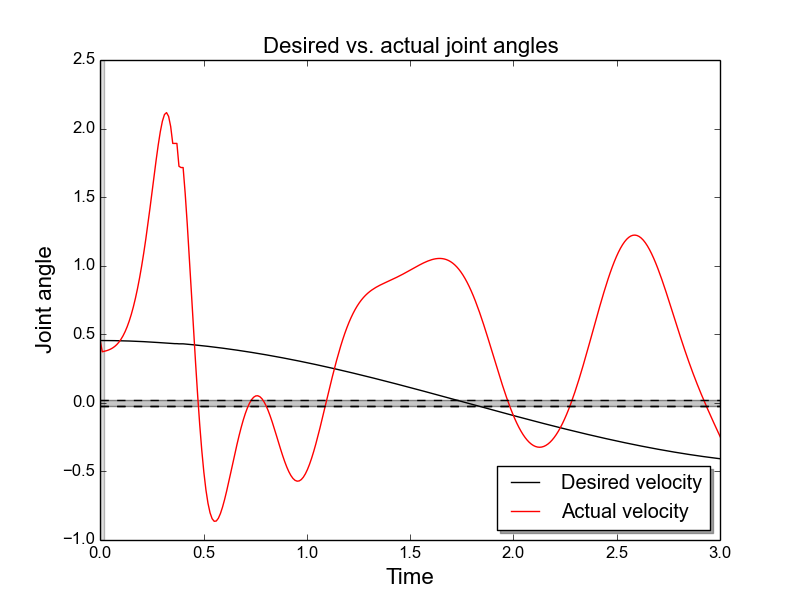 Desired vs. actual joint angles
2.5
2.0
1.5
1.0
0.5
0.0
−0.5
−1.0
Joint angle
Desired velocity
Actual velocity
0.0 0.5 1.0 1.5 2.0 2.5 3.0
Time